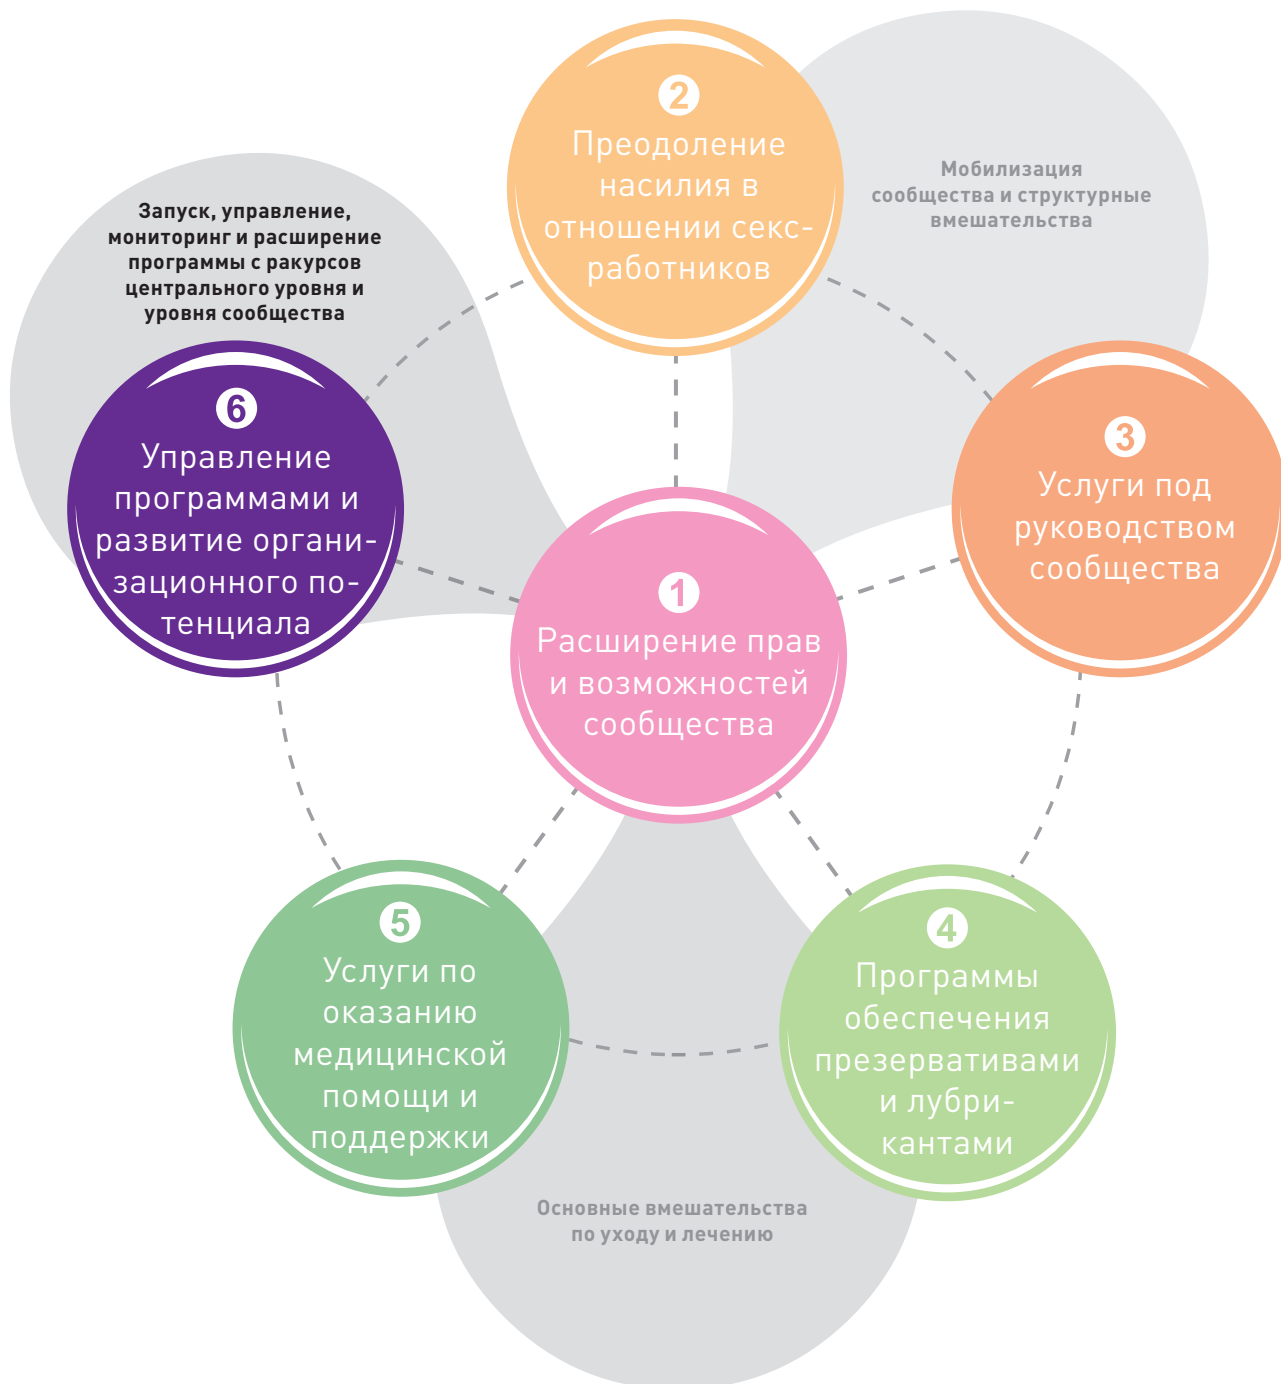 2
Преодоление
насилия в
отношении секс-
работников
Мобилизация
сообщества и структурные
вмешательства
Запуск, управление,
мониторинг и расширение
программы с ракурсов
центрального уровня и
уровня сообщества
6
Управление
программами и
развитие органи-
зационного по-
тенциала
3
Услуги под
руководством
сообщества
1
Расширение прав
и возможностей
сообщества
5
Услуги по
оказанию
медицинской
помощи и
поддержки
4
Программы
обеспечения
презервативами
и лубри-
кантами
Основные вмешательства
по уходу и лечению